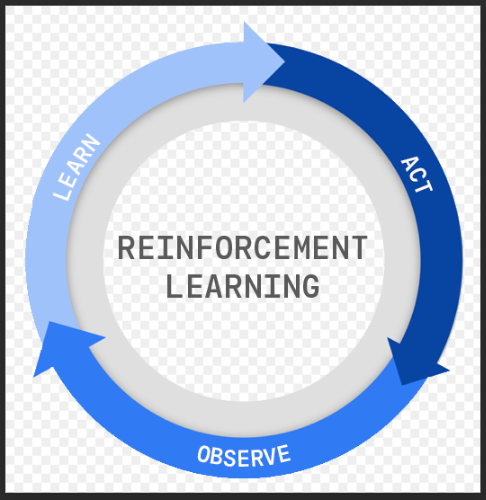 LEARN
ACT
REINFORCEMENT
LEARNING
OBSERVE